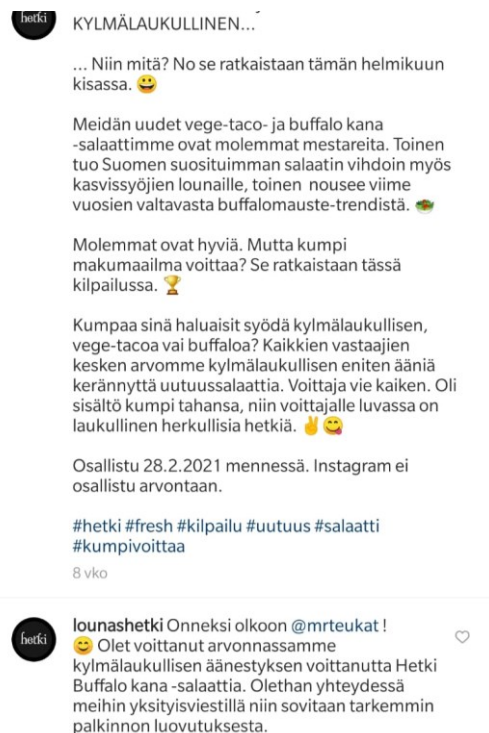 hetki
KYLMÄLAUKULLINEN...
... Niin mitä? No se ratkaistaan tämän helmikuun
kisassa. 😀
Meidän uudet vege-taco- ja buffalo kana
-salaattimme ovat molemmat mestareita. Toinen
tuo Suomen suosituimman salaatin vihdoin myös
kasvissyöjien lounaille, toinen nousee viime
vuosien valtavasta buffalomauste-trendistä. 🥗
Molemmat ovat hyviä. Mutta kumpi
makumaailma voittaa? Se ratkaistaan tässä
kilpailussa. 🏆
Kumpaa sinä haluaisit syödä kylmälaukullisen,
vege-tacoa vai buffaloa? Kaikkien vastaajien
kesken arvomme kylmälaukullisen eniten ääniä
kerännyttä uutuussalaattia. Voittaja vie kaiken. Oli
sisältö kumpi tahansa, niin voittajalle luvassa on
laukullinen herkullisia hetkiä. ✌️😋
Osallistu 28.2.2021 mennessä. Instagram ei
osallistu arvontaan.
#hetki #fresh #kilpailu #uutuus #salaatti
#kumpivoittaa
8 vko
hetki
lounashetki Onneksi olkoon @mrteukat !
😊 Olet voittanut arvonnassamme
kylmälaukullisen äänestyksen voittanutta Hetki
Buffalo kana -salaattia. Olethan yhteydessä
meihin yksityisviestillä niin sovitaan tarkemmin
palkinnon luovutuksesta.